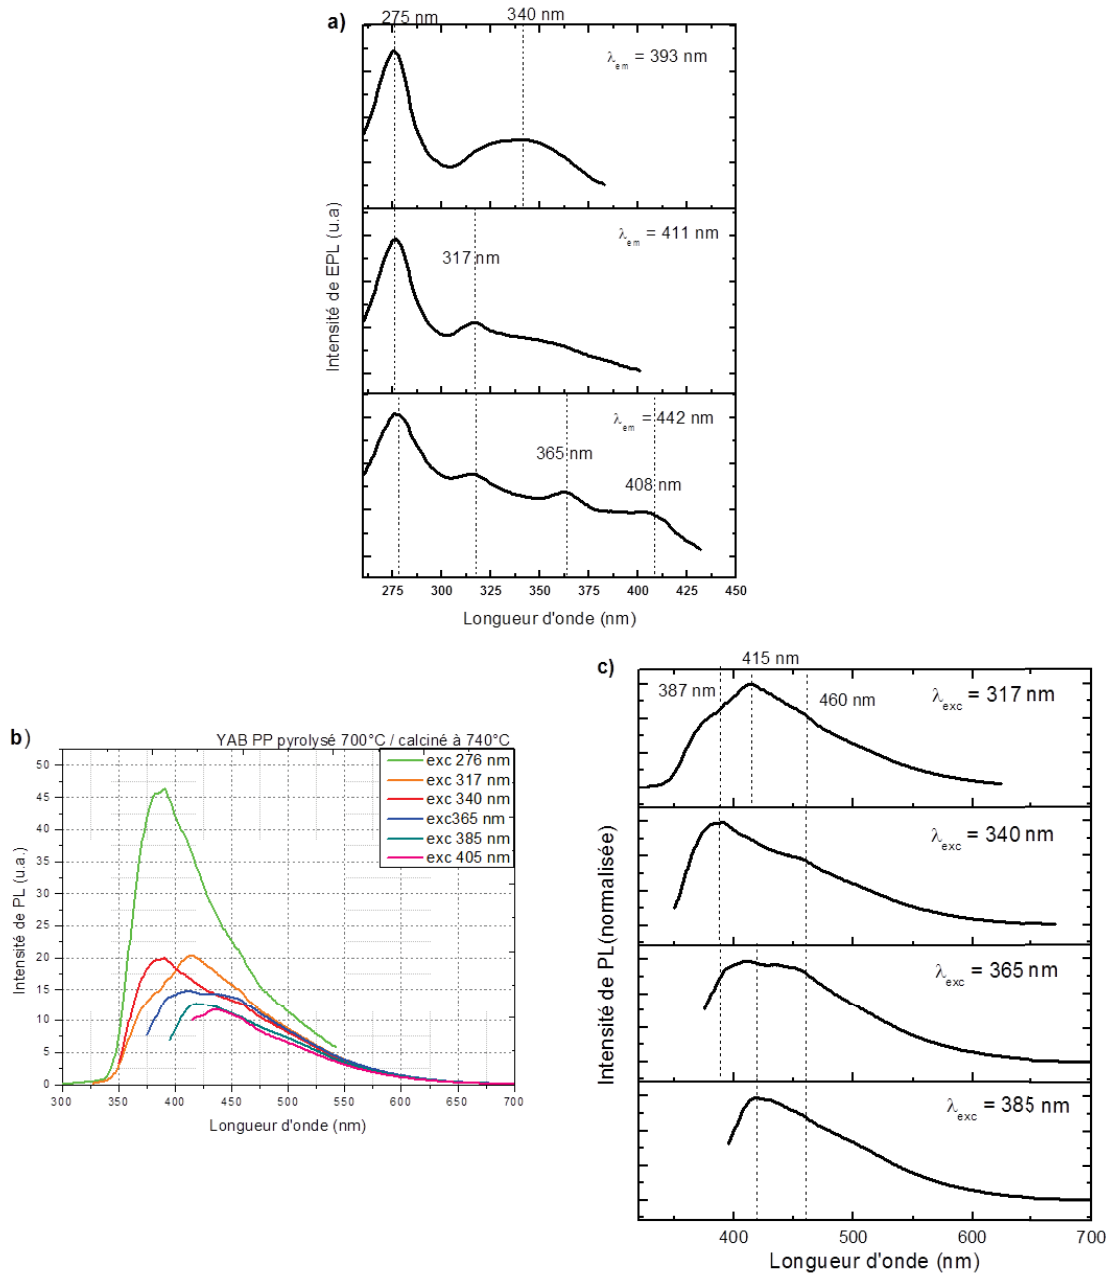 a)
275 nm
340 nm
λem = 393 nm
λem = 411 nm
317 nm
λem = 442 nm
365 nm
408 nm
Intensité de EPL (u.a)
275 300 325 350 375 400 425 450
Longueur d'onde (nm)
b)
YAB PP pyrolysé 700°C / calciné à 740°C
exc 276 nm
exc 317 nm
exc 340 nm
exc365 nm
exc 385 nm
exc 405 nm
Intensité de PL (u.a.)
50
45
40
35
30
25
20
15
10
5
0
300 350 400 450 500 550 600 650 700
Longueur d'onde (nm)
c)
415 nm
387 nm
460 nm
λexc = 317 nm
λexc = 340 nm
λexc = 365 nm
λexc = 385 nm
Intensité de PL(normalisée)
400 500 600 700
Longueur d'onde (nm)